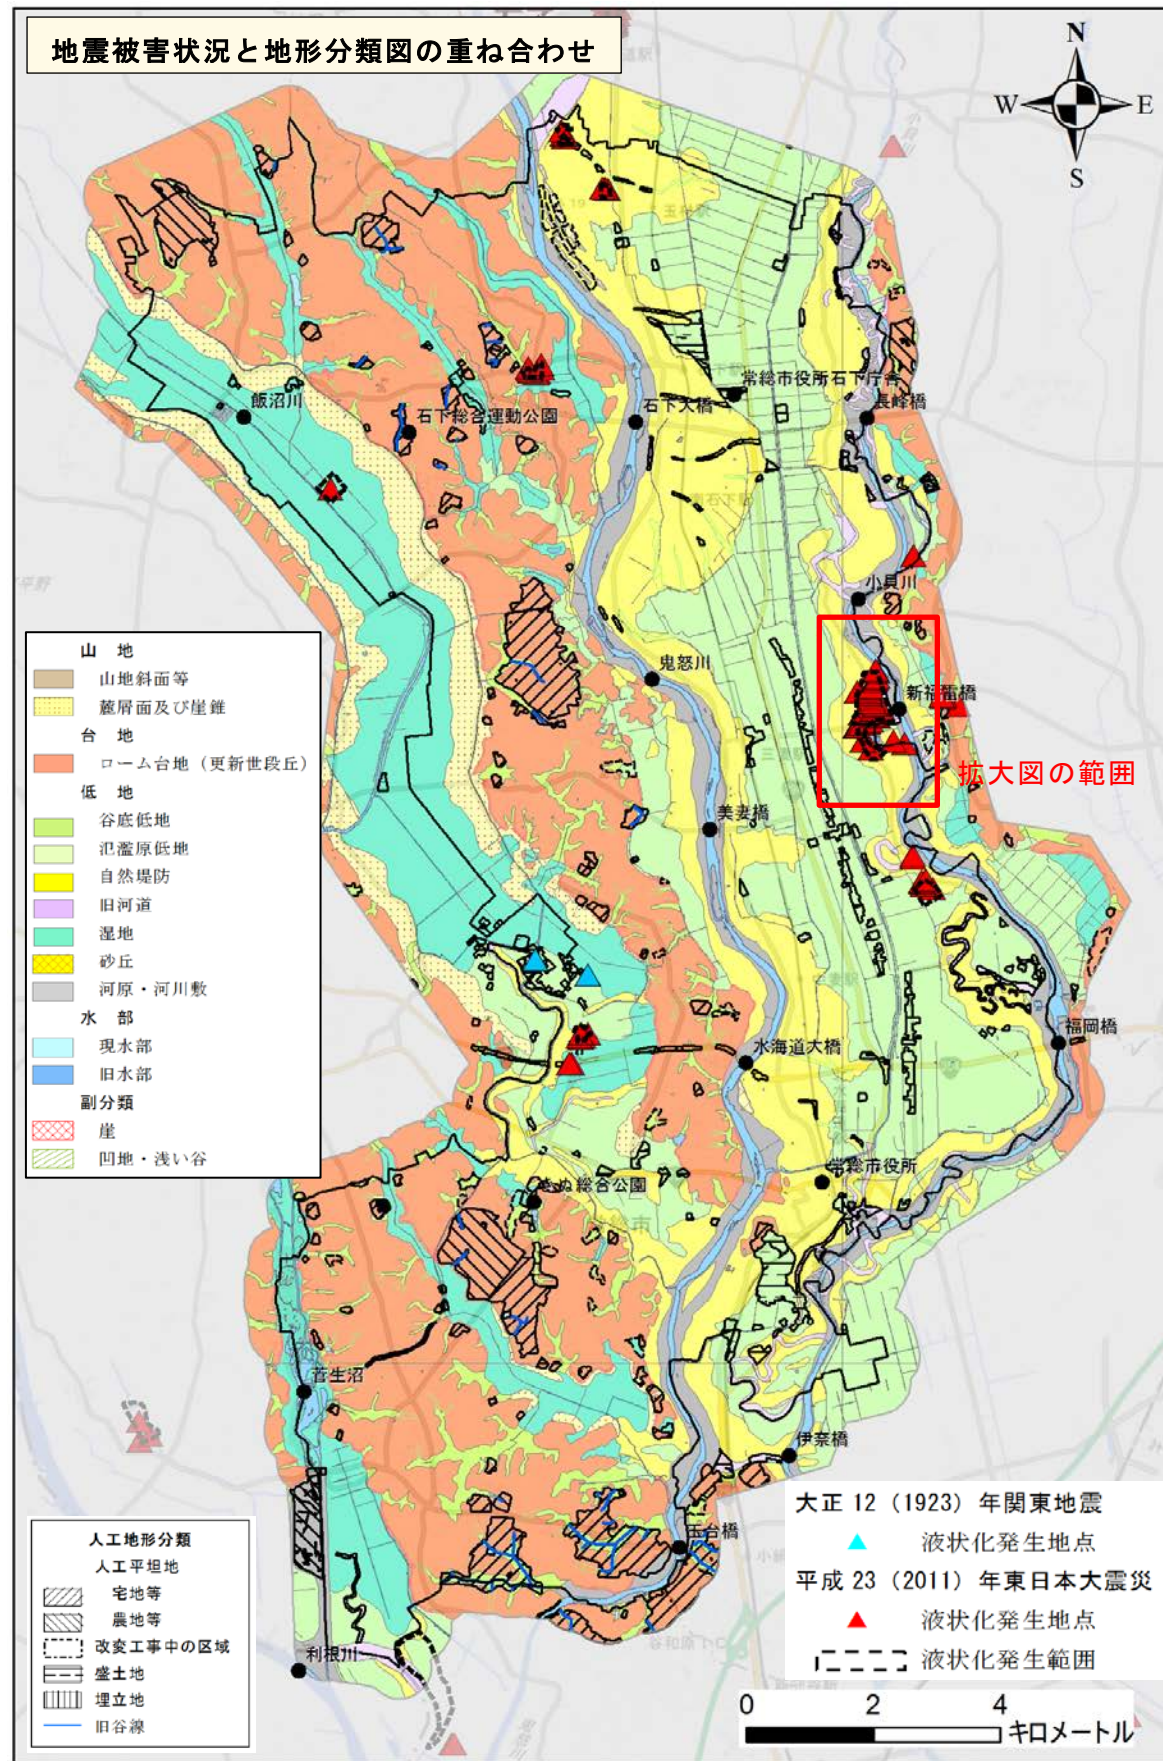 地震被害状況と地形分類図の重ね合わせ
N
W
E
S
小貝川
飯沼川
石下総合運動公園
石下大橋
常総市役所石下庁舎
長峰橋
小貝川
鬼怒川
新福雷橋
拡大図の範囲
美妻橋
水海道大橋
福岡橋
常総市役所
きぬ総合公園
菅生沼
伊奈橋
玉台橋
利根川
谷和原IC
山 地
山地斜面等
麓屑面及び崖錐
台 地
ローム台地(更新世段丘)
低 地
谷底低地
氾濫原低地
自然堤防
旧河道
湿地
砂丘
河原・河川敷
水 部
現水部
旧水部
副分類
崖
凹地・浅い谷
人工地形分類
人工平坦地
宅地等
農地等
改変工事中の区域
盛土地
埋立地
旧谷線
大正 12(1923)年関東地震
液状化発生地点
平成 23(2011)年東日本大震災
液状化発生地点
液状化発生範囲
0 2 4
キロメートル